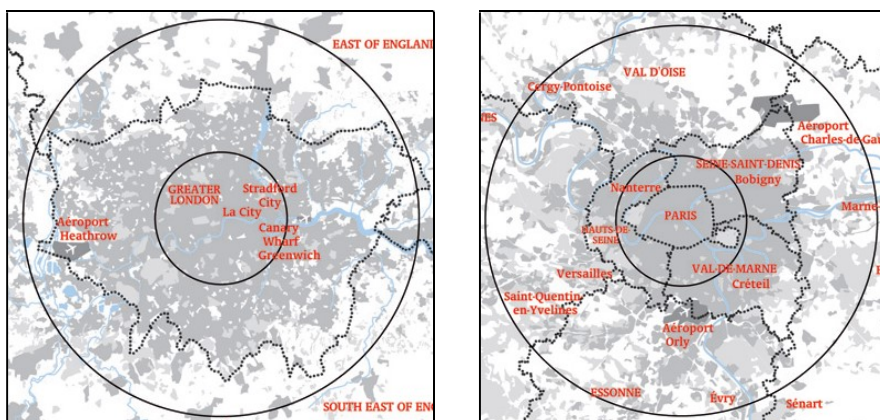 EAST OF ENGLAND
GREATER
LONDON
Stradford
City
La City
Canary
Wharf
Greenwich
Aéroport
Heathrow
SOUTH EAST OF EN
VAL D'OISE
Cergy-Pontoise
NES
Aéroport
Charles-de-Gau
SEINE-SAINT-DENIS
Bobigny
Nanterre
PARIS
Marne-
HAUTS-DE-
SEINE
VAL-DE-MARNE
Créteil
Versailles
Saint-Quentin
en-Yvelines
Aéroport
Orly
ESSONNE
Évry
Sénart